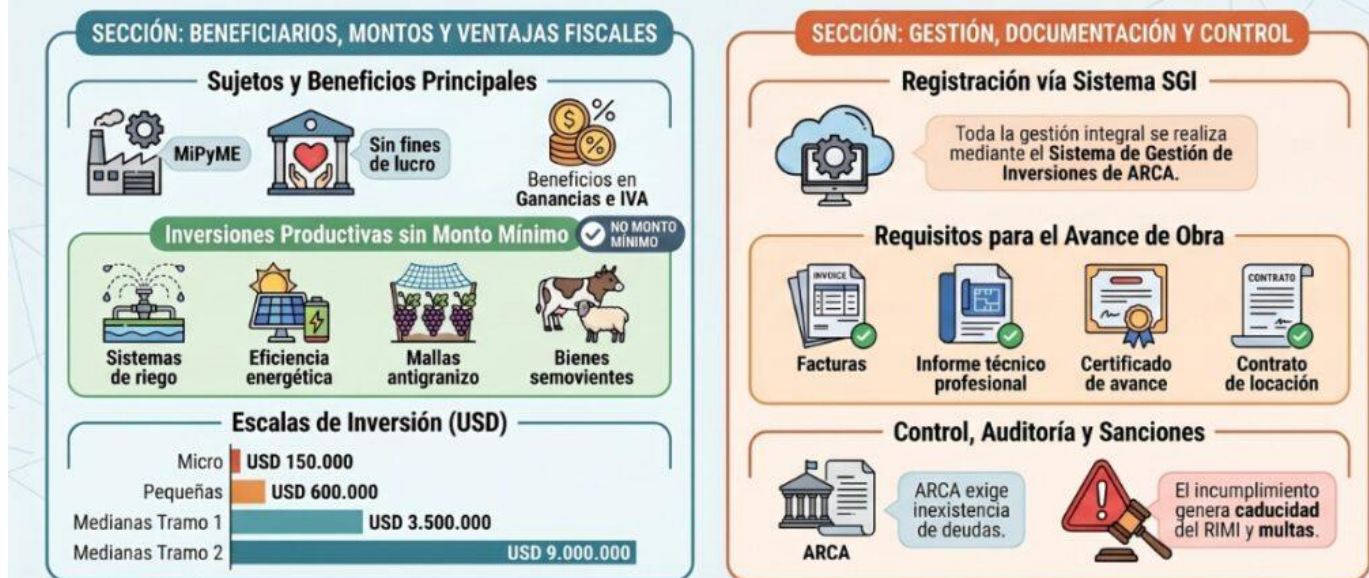 SECCIÓN: BENEFICIARIOS, MONTOS Y VENTAJAS FISCALES
Sujetos y Beneficios Principales
MiPyME
Sin fines
de lucro
%
$
%
Beneficios en
Ganancias e IVA
Inversiones Productivas sin Monto Mínimo
NO MONTO
MÍNIMO
Sistemas
de riego
Eficiencia
energética
Mallas
antigranizo
Bienes
semovientes
Escalas de Inversión (USD)
Micro USD 150.000
Pequeñas USD 600.000
Medianas Tramo 1 USD 3.500.000
Medianas Tramo 2 USD 9.000.000
SECCIÓN: GESTIÓN, DOCUMENTACIÓN Y CONTROL
Registración vía Sistema SGI
Toda la gestión integral se realiza
mediante el Sistema de Gestión de
Inversiones de ARCA.
Requisitos para el Avance de Obra
INVOICE
Facturas
Informe técnico
profesional
Certificado
de avance
CONTRATO
Contrato
de locación
Control, Auditoría y Sanciones
ARCA
ARCA exige
inexistencia
de deudas.
El incumplimiento
genera caducidad
del RIMI y multas.